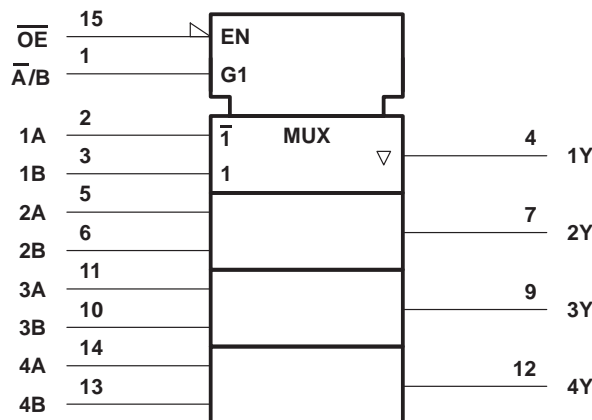 O̅E̅ 15 EN
A̅/B 1 G1
1A 2 1̅ MUX 4 1Y
1B 3 1
2A 5 7 2Y
2B 6
3A 11 9 3Y
3B 10
4A 14 12 4Y
4B 13